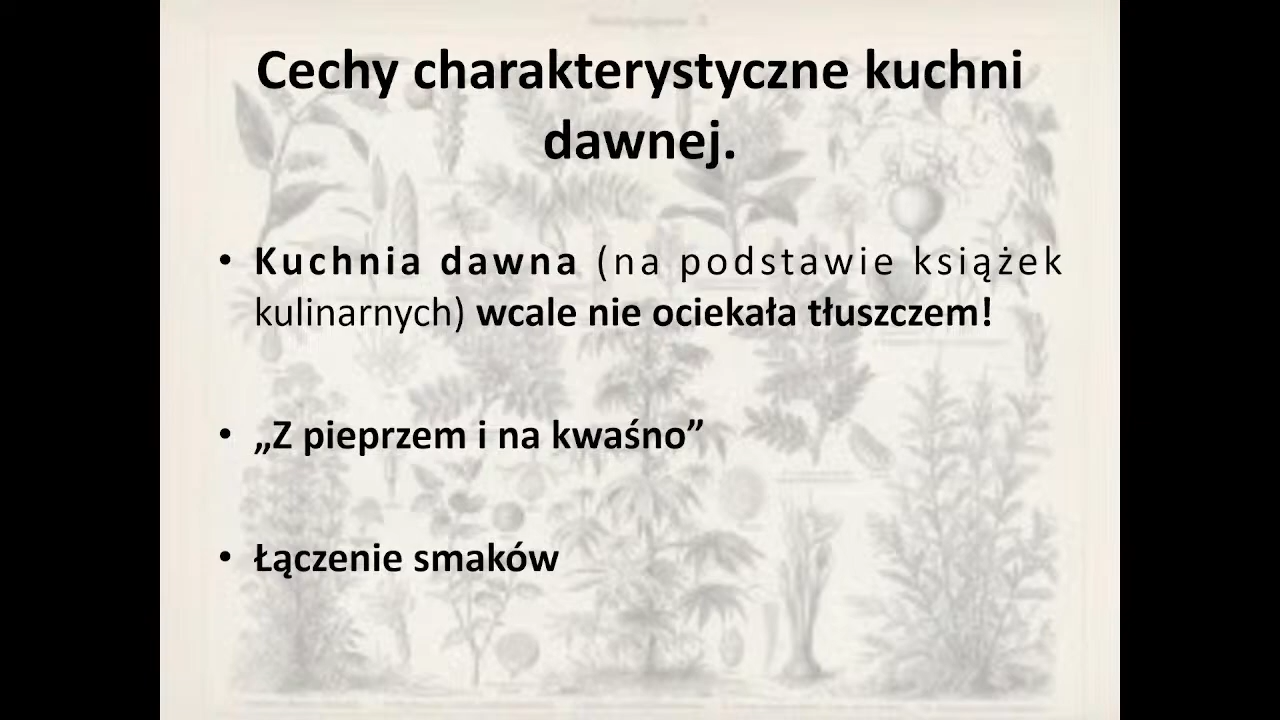 Cechy charakterystyczne kuchni
dawnej.
• Kuchnia dawna (na podstawie książek
kulinarnych) wcale nie ociekała tłuszczem!
• „Z pieprzem i na kwaśno”
• Łączenie smaków